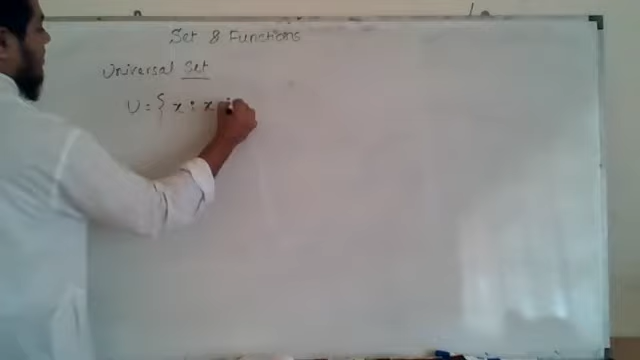 Set & Functions
Universal Set
U = { x : x